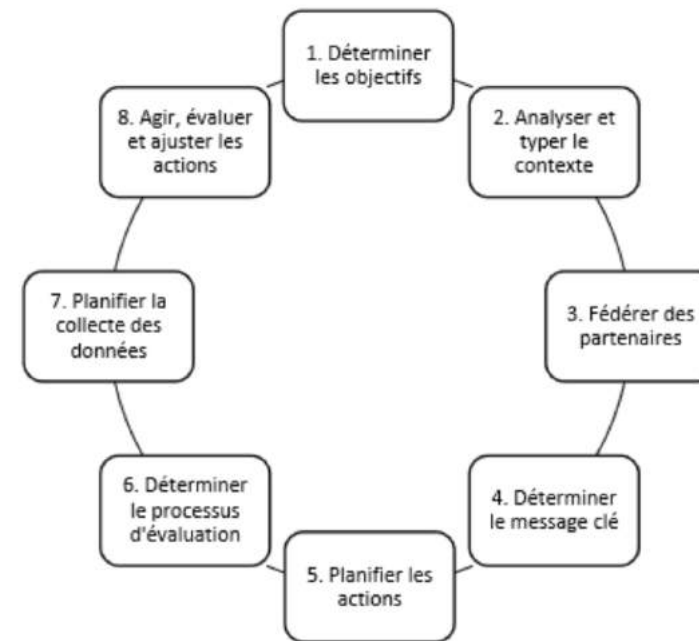 1. Déterminer
les objectifs
2. Analyser et
typer le
contexte
3. Fédérer des
partenaires
4. Déterminer
le message clé
5. Planifier les
actions
6. Déterminer
le processus
d'évaluation
7. Planifier la
collecte des
données
8. Agir, évaluer
et ajuster les
actions